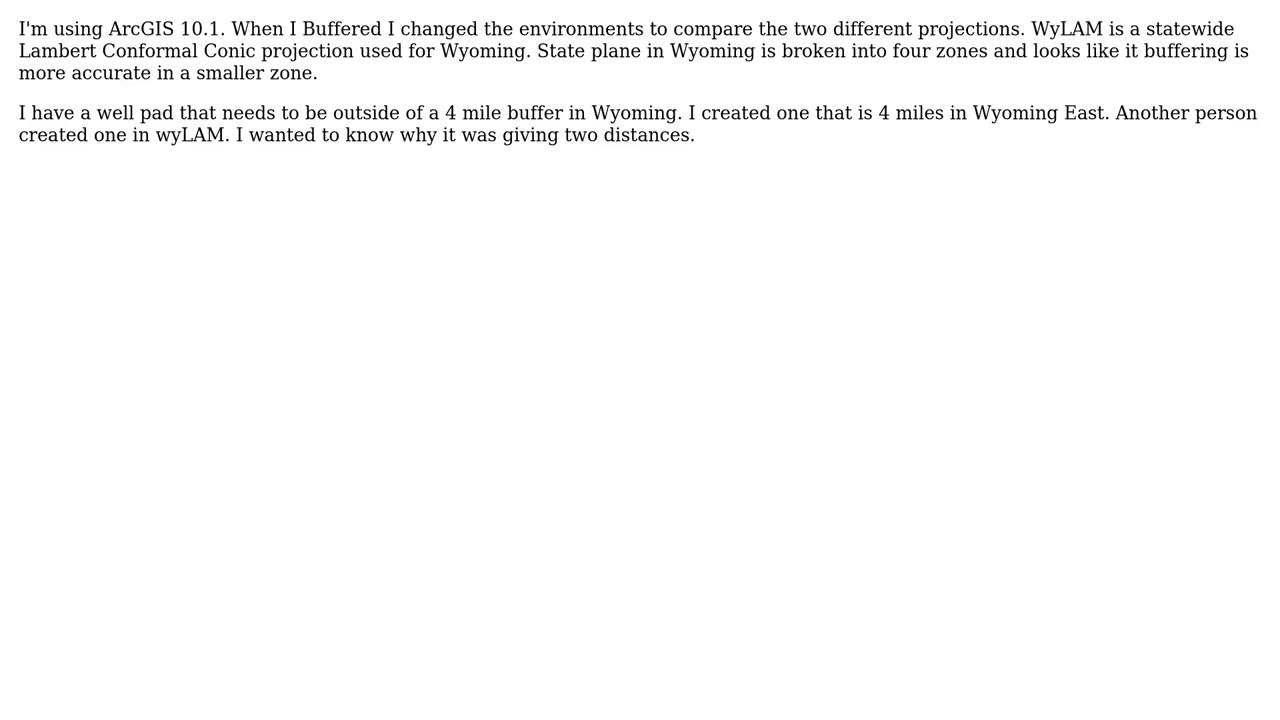 I'm using ArcGIS 10.1. When I Buffered I changed the environments to compare the two different projections. WyLAM is a statewide
Lambert Conformal Conic projection used for Wyoming. State plane in Wyoming is broken into four zones and looks like it buffering is
more accurate in a smaller zone.
I have a well pad that needs to be outside of a 4 mile buffer in Wyoming. I created one that is 4 miles in Wyoming East. Another person
created one in wyLAM. I wanted to know why it was giving two distances.